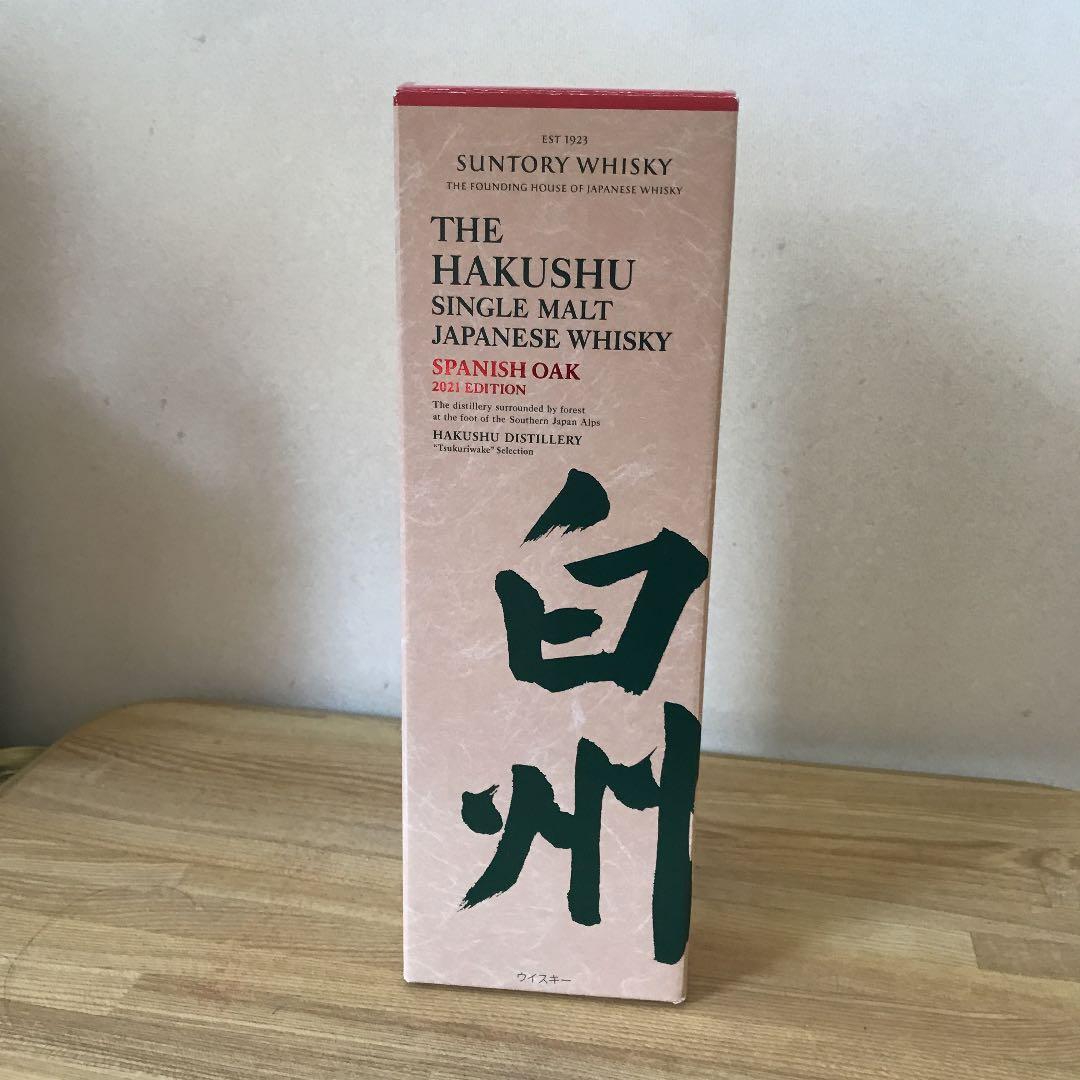 EST 1923
SUNTORY WHISKY
THE FOUNDING HOUSE OF JAPANESE WHISKY
THE
HAKUSHU
SINGLE MALT
JAPANESE WHISKY
SPANISH OAK
2021 EDITION
The distillery surrounded by forest
at the foot of the Southern Japan Alps
HAKUSHU DISTILLERY
"Tsukuriwake" Selection
白
州
ウイスキー